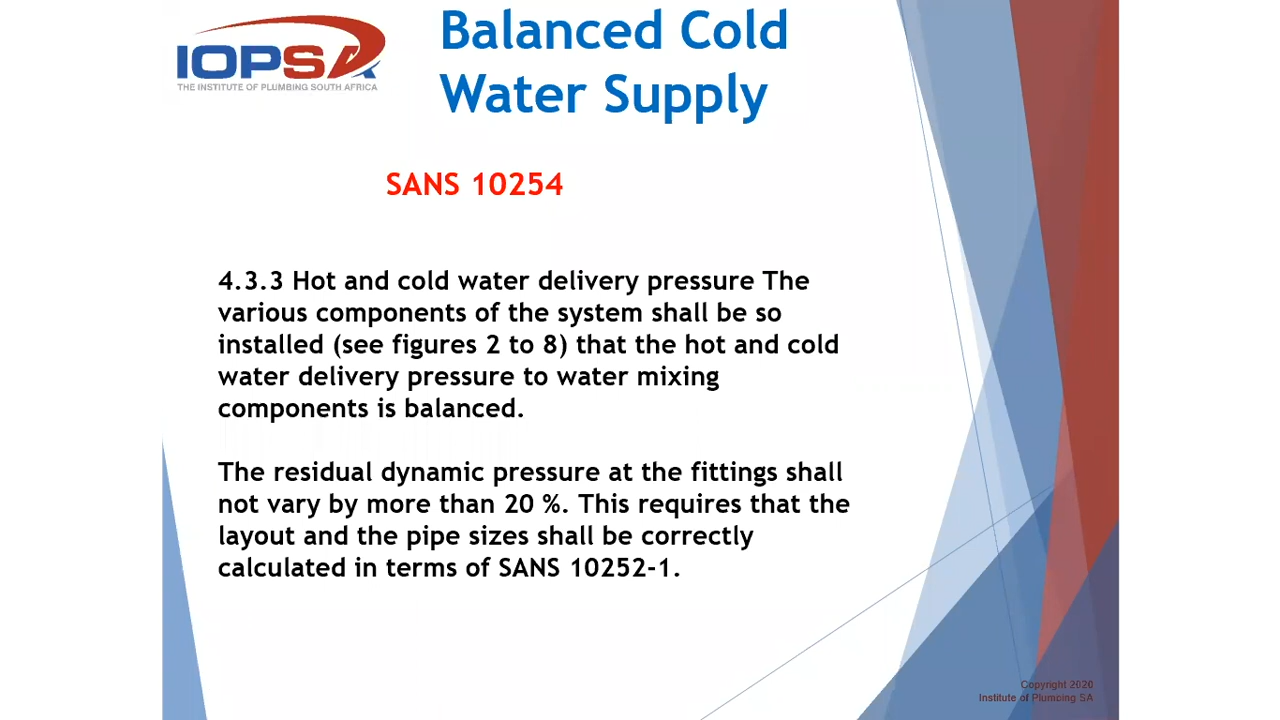 IOPSA
THE INSTITUTE OF PLUMBING SOUTH AFRICA
Balanced Cold
Water Supply
SANS 10254
4.3.3 Hot and cold water delivery pressure The
various components of the system shall be so
installed (see figures 2 to 8) that the hot and cold
water delivery pressure to water mixing
components is balanced.
The residual dynamic pressure at the fittings shall
not vary by more than 20 %. This requires that the
layout and the pipe sizes shall be correctly
calculated in terms of SANS 10252-1.
Copyright 2020
Institute of Plumbing SA